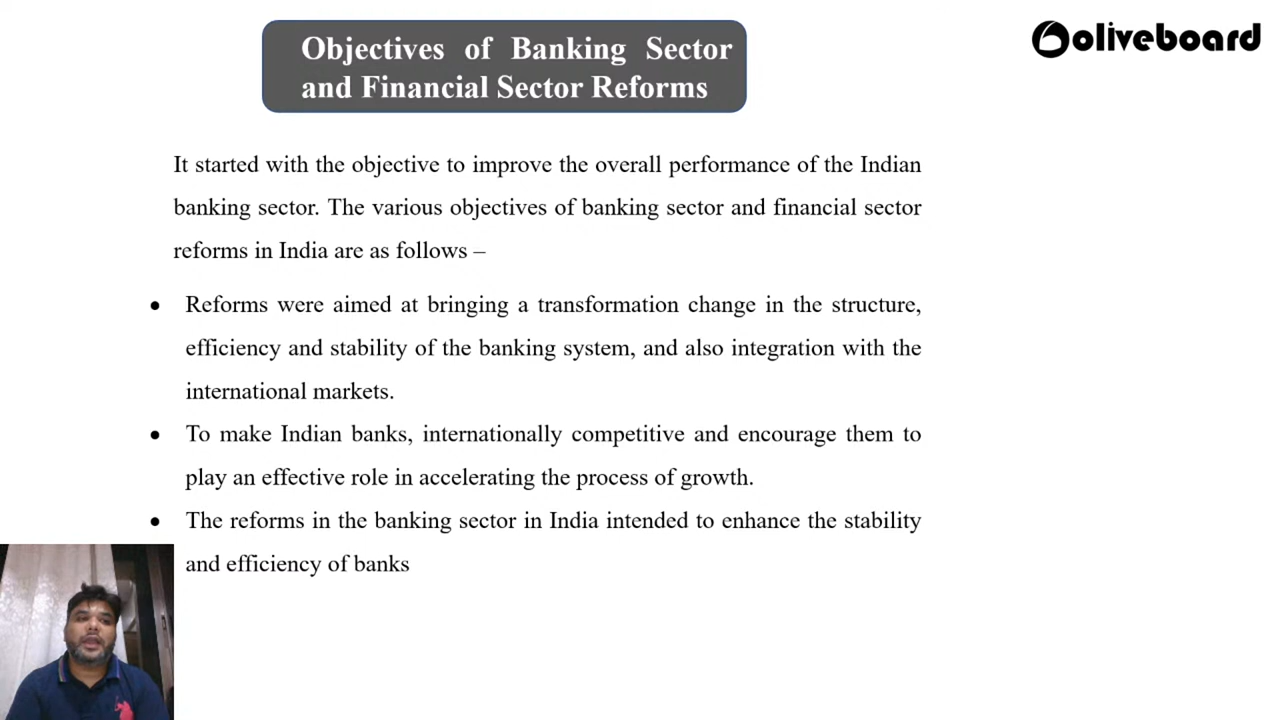 Objectives of Banking Sector
and Financial Sector Reforms
oliveboard
It started with the objective to improve the overall performance of the Indian
banking sector. The various objectives of banking sector and financial sector
reforms in India are as follows –
• Reforms were aimed at bringing a transformation change in the structure,
efficiency and stability of the banking system, and also integration with the
international markets.
• To make Indian banks, internationally competitive and encourage them to
play an effective role in accelerating the process of growth.
• The reforms in the banking sector in India intended to enhance the stability
and efficiency of banks